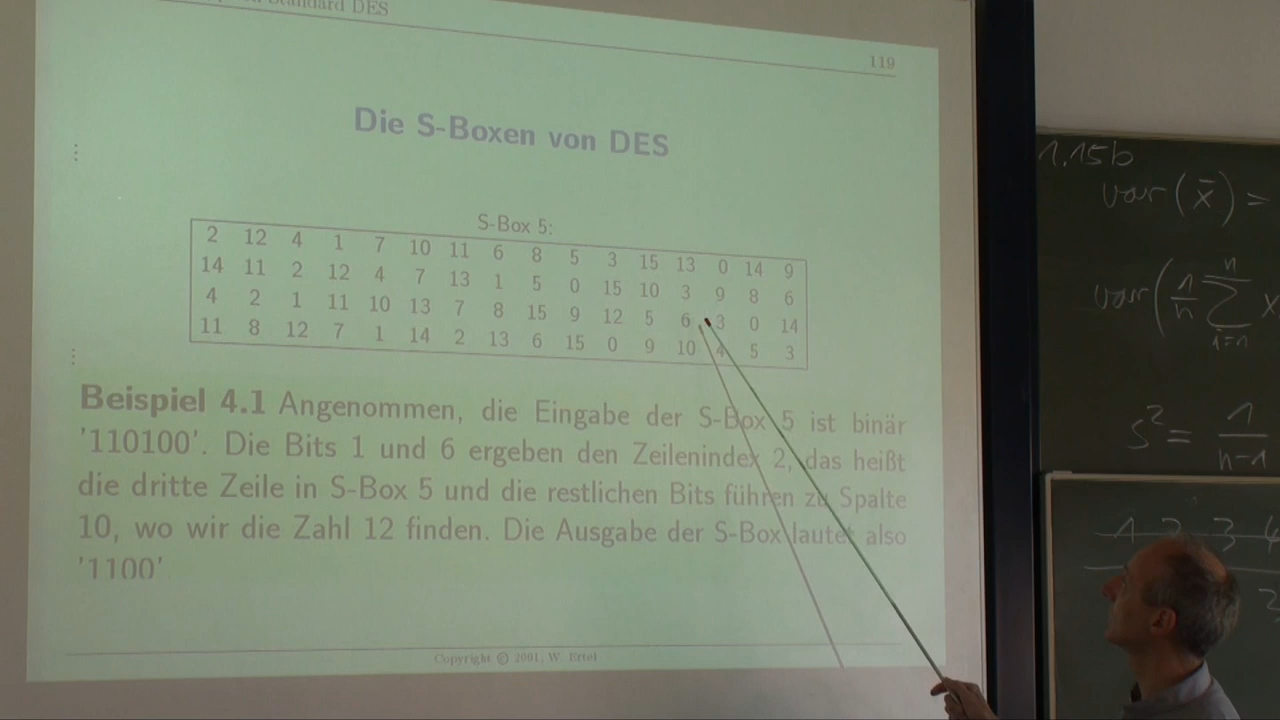 Standard DES
119
Die S-Boxen von DES
S-Box 5:
2 12 4 1 7 10 11 6 8 5 3 15 13 0 14 9
14 11 2 12 4 7 13 1 5 0 15 10 3 9 8 6
4 2 1 11 10 13 7 8 15 9 12 5 6 3 0 14
11 8 12 7 1 14 2 13 6 15 0 9 10 4 5 3
Beispiel 4.1 Angenommen, die Eingabe der S-Box 5 ist binär
'110100'. Die Bits 1 und 6 ergeben den Zeilenindex 2, das heißt
die dritte Zeile in S-Box 5 und die restlichen Bits führen zu Spalte
10, wo wir die Zahl 12 finden. Die Ausgabe der S-Box lautet also
'1100'
Copyright © 2001, W. Ertel
1.15b
var(x̄) =
var(1/n n∑i=1 x
s² = 1/n-1
1 2 3 4